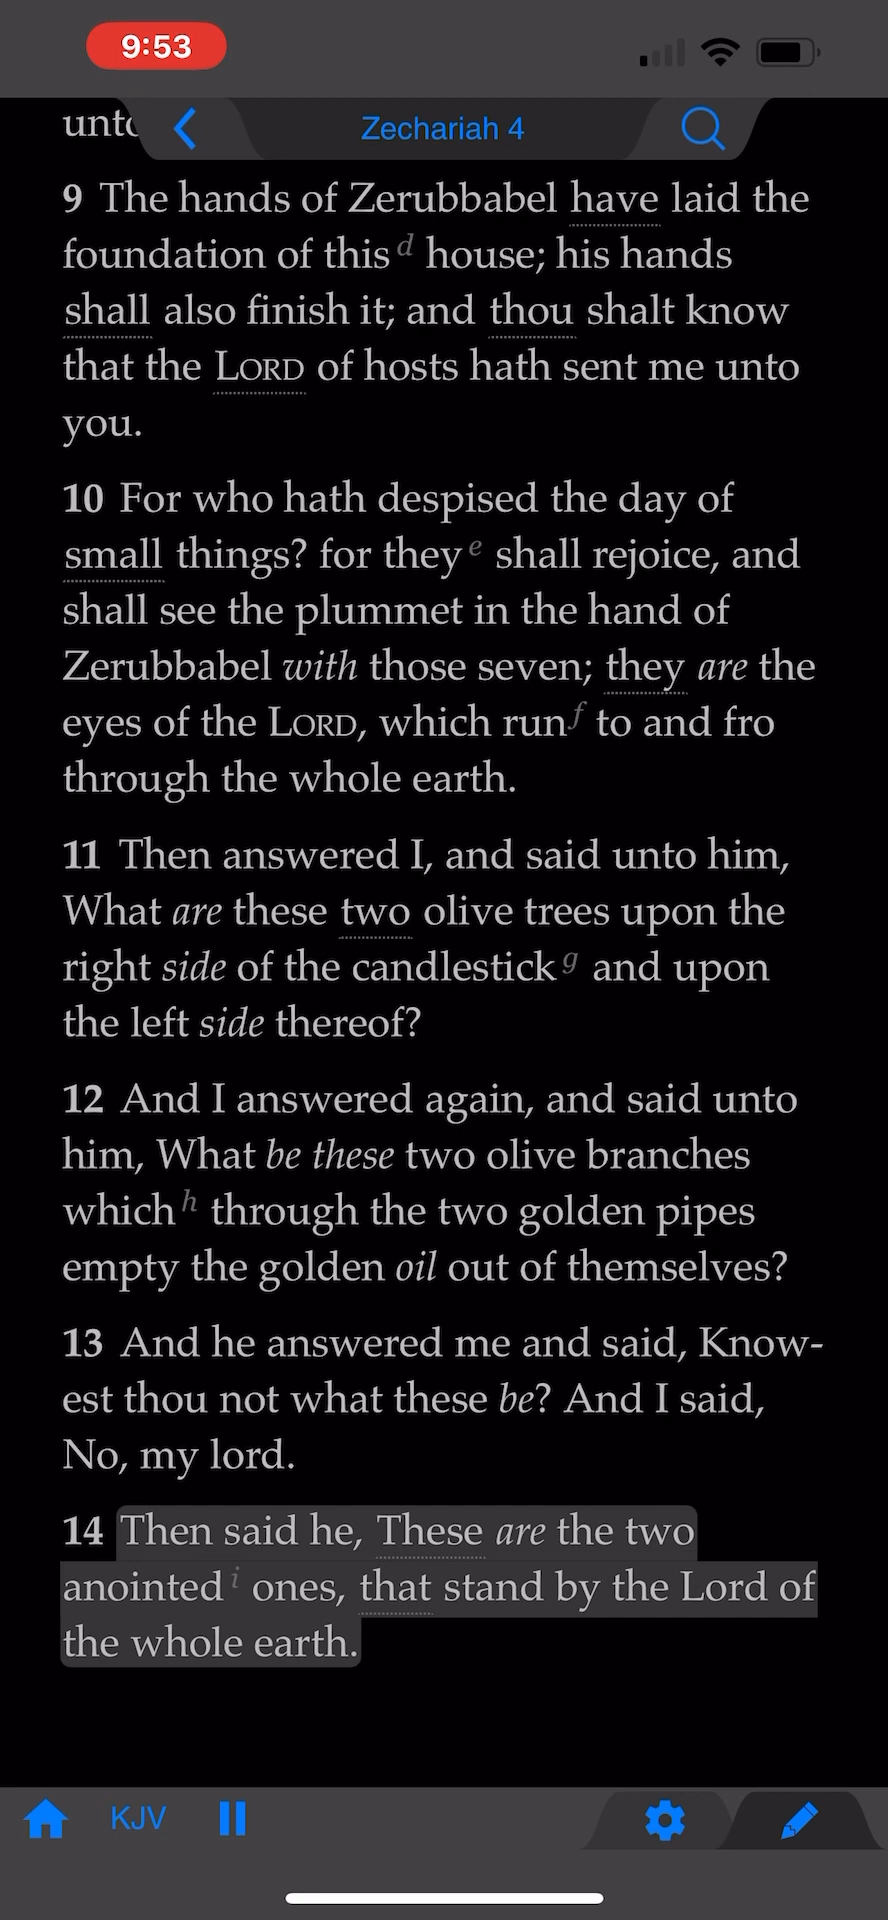 9:53
Zechariah 4
9 The hands of Zerubbabel have laid the
foundation of this d house; his hands
shall also finish it; and thou shalt know
that the LORD of hosts hath sent me unto
you.
10 For who hath despised the day of
small things? for they e shall rejoice, and
shall see the plummet in the hand of
Zerubbabel with those seven; they are the
eyes of the LORD, which run f to and fro
through the whole earth.
11 Then answered I, and said unto him,
What are these two olive trees upon the
right side of the candlestick g and upon
the left side thereof?
12 And I answered again, and said unto
him, What be these two olive branches
which h through the two golden pipes
empty the golden oil out of themselves?
13 And he answered me and said, Know-
est thou not what these be? And I said,
No, my lord.
14 Then said he, These are the two
anointed i ones, that stand by the Lord of
the whole earth.
KJV